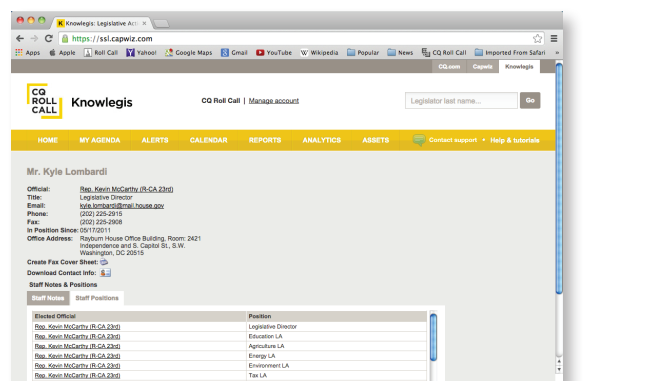 Knowlegis: Legislative Acti
https://ssl.capwiz.com
Apps Apple Roll Call Yahoo! Google Maps Gmail YouTube Wikipedia Popular News CQ Roll Call Imported From Safari »
CQ.com Capwiz Knowlegis
CQ
ROLL
CALL
Knowlegis
CQ Roll Call | Manage account
Legislator last name...
Go
HOME MY AGENDA ALERTS CALENDAR REPORTS ANALYTICS ASSETS Contact support • Help & tutorials
Mr. Kyle Lombardi
Official: Rep. Kevin McCarthy (R-CA 23rd)
Title: Legislative Director
Email: kyle.lombardi@mail.house.gov
Phone: (202) 225-2915
Fax: (202) 225-2908
In Position Since: 05/17/2011
Office Address: Rayburn House Office Building, Room: 2421
Independence and S. Capitol St., S.W.
Washington, DC 20515
Create Fax Cover Sheet:
Download Contact Info:
Staff Notes & Positions
Staff Notes Staff Positions
Elected Official Position
Rep. Kevin McCarthy (R-CA 23rd) Legislative Director
Rep. Kevin McCarthy (R-CA 23rd) Education LA
Rep. Kevin McCarthy (R-CA 23rd) Agriculture LA
Rep. Kevin McCarthy (R-CA 23rd) Energy LA
Rep. Kevin McCarthy (R-CA 23rd) Environment LA
Rep. Kevin McCarthy (R-CA 23rd) Tax LA